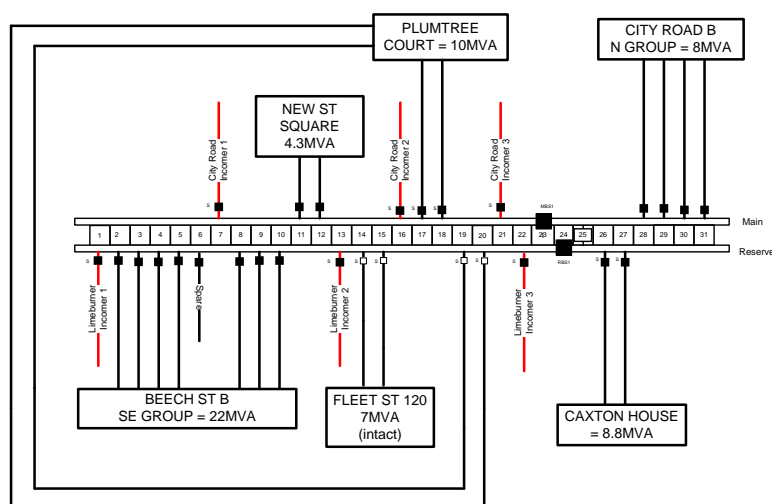 PLUMTREE
COURT = 10MVA
CITY ROAD B
N GROUP = 8MVA
NEW ST
SQUARE
4.3MVA
City Road
Incomer 1
City Road
Incomer 2
City Road
Incomer 3
S
S
S
MBS1
Main
1 2 3 4 5 6 7 8 9 10 11 12 13 14 15 16 17 18 19 20 21 22 23 24 25 26 27 28 29 30 31
Reserve
RBS1
S
S
S
S
S
S
S
S
S
S
Limeburner
Incomer 1
Spare
Limeburner
Incomer 2
Limeburner
Incomer 3
BEECH ST B
SE GROUP = 22MVA
FLEET ST 120
7MVA
(intact)
CAXTON HOUSE
= 8.8MVA